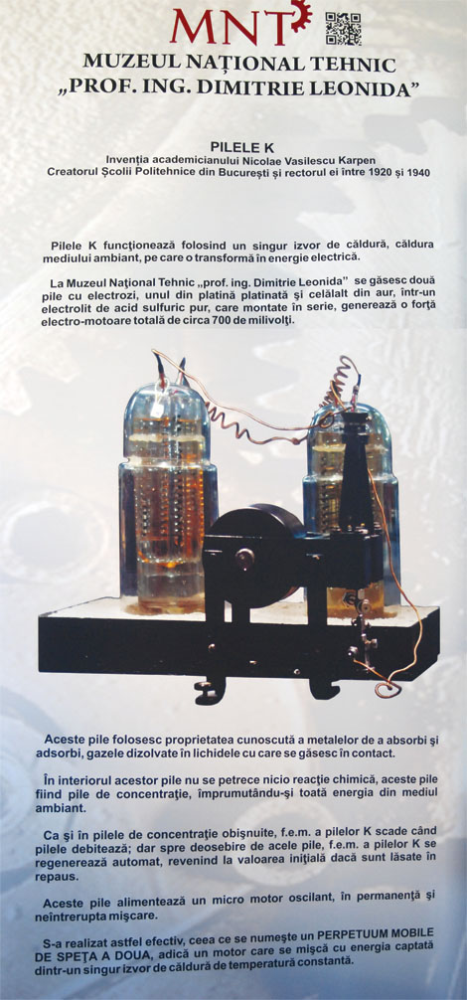 MNT
MUZEUL NAȚIONAL TEHNIC
„PROF. ING. DIMITRIE LEONIDA”
PILELE K
Invenția academicianului Nicolae Vasilescu Karpen
Creatorul Școlii Politehnice din București și rectorul ei între 1920 și 1940
Pilele K funcționează folosind un singur izvor de căldură, căldura
mediului ambiant, pe care o transformă în energie electrică.
La Muzeul Național Tehnic „prof. ing. Dimitrie Leonida” se găsesc două
pile cu electrozi, unul din platină platinată și celălalt din aur, într-un
electrolit de acid sulfuric pur, care montate în serie, generează o forță
electro-motoare totală de circa 700 de milivolți.
Aceste pile folosesc proprietatea cunoscută a metalelor de a absorbi și
adsorbi, gazele dizolvate în lichidele cu care se găsesc în contact.
În interiorul acestor pile nu se petrece nicio reacție chimică, aceste pile
fiind pile de concentrație, împrumutându-și toată energia din mediul
ambiant.
Ca și în pilele de concentrație obișnuite, f.e.m. a pilelor K scade când
pilele debitează; dar spre deosebire de acele pile, f.e.m. a pilelor K se
regenerează automat, revenind la valoarea inițială dacă sunt lăsate în
repaus.
Aceste pile alimentează un micro motor oscilant, în permanență și
neîntrerupta mișcare.
S-a realizat astfel efectiv, ceea ce se numește un PERPETUUM MOBILE
DE SPEȚA A DOUA, adică un motor care se mișcă cu energia captată
dintr-un singur izvor de căldură de temperatură constantă.